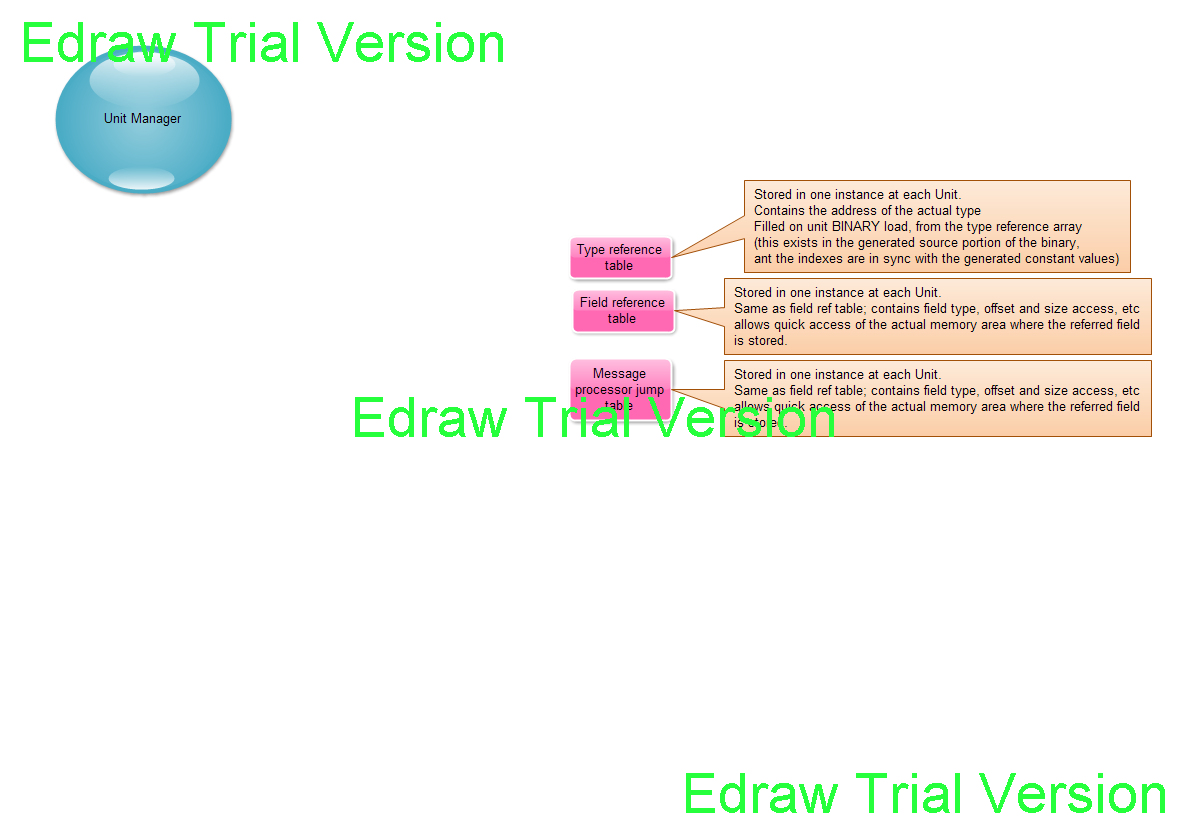 Edraw Trial Version
Unit Manager
Type reference
table
Stored in one instance at each Unit.
Contains the address of the actual type
Filled on unit BINARY load, from the type reference array
(this exists in the generated source portion of the binary,
ant the indexes are in sync with the generated constant values)
Field reference
table
Stored in one instance at each Unit.
Same as field ref table; contains field type, offset and size access, etc
allows quick access of the actual memory area where the referred field
is stored.
Message
processor jump
table
Stored in one instance at each Unit.
Same as field ref table; contains field type, offset and size access, etc
allows quick access of the actual memory area where the referred field
is stored.
Edraw Trial Version
Edraw Trial Version